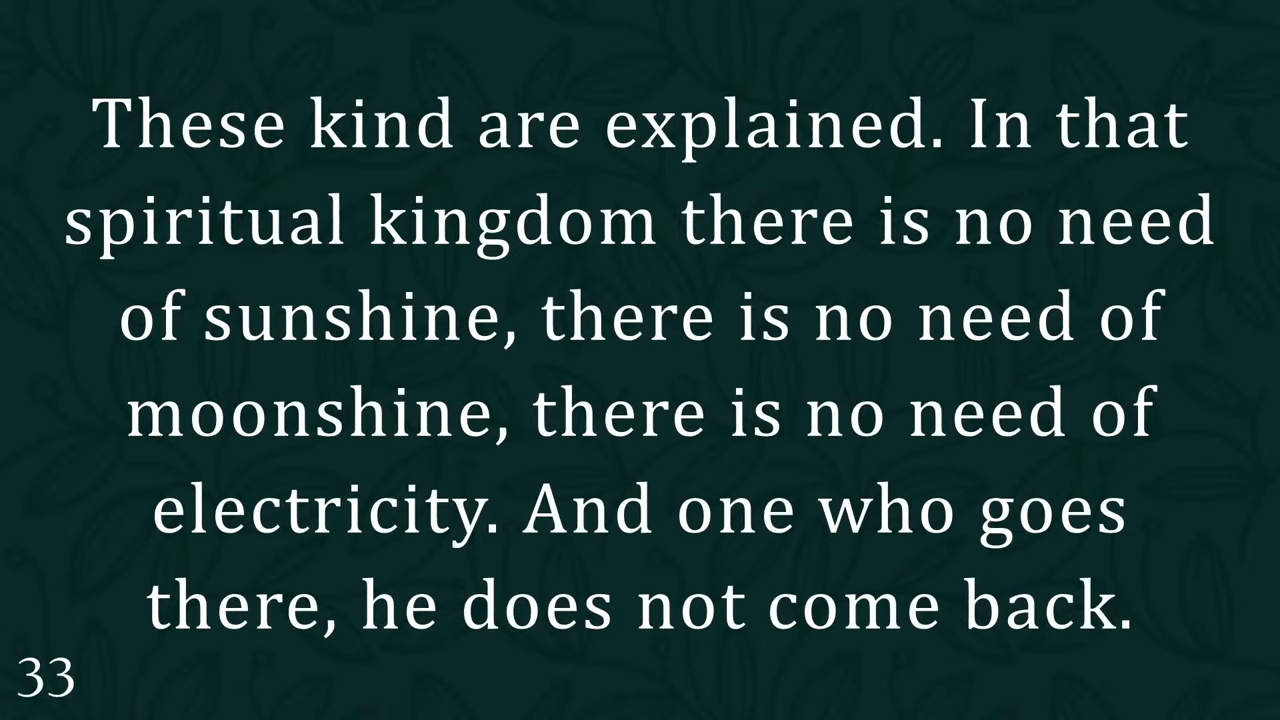 These kind are explained. In that
spiritual kingdom there is no need
of sunshine, there is no need of
moonshine, there is no need of
electricity. And one who goes
there, he does not come back.
33